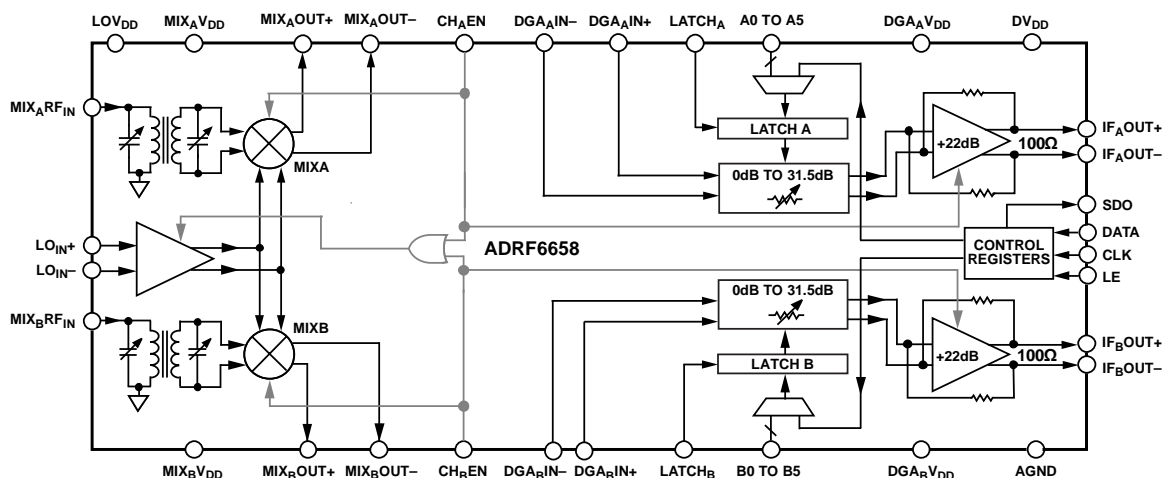 LOVDD MIXAVDD MIXAOUT+ MIXAOUT– CHAEN DGAAIN– DGAAIN+ LATCHA A0 TO A5 DGAAVDD DVDD
MIXARFIN
MIXA
LATCH A
0dB TO 31.5dB
+22dB
100Ω
IFAOUT+
IFAOUT–
SDO
DATA
CLK
LE
CONTROL
REGISTERS
LOIN+
LOIN–
ADRF6658
MIXBRFIN
MIXB
0dB TO 31.5dB
LATCH B
+22dB
100Ω
IFBOUT+
IFBOUT–
MIXBVDD MIXBOUT+ MIXBOUT– CHBEN DGABIN– DGABIN+ LATCHB B0 TO B5 DGABVDD AGND